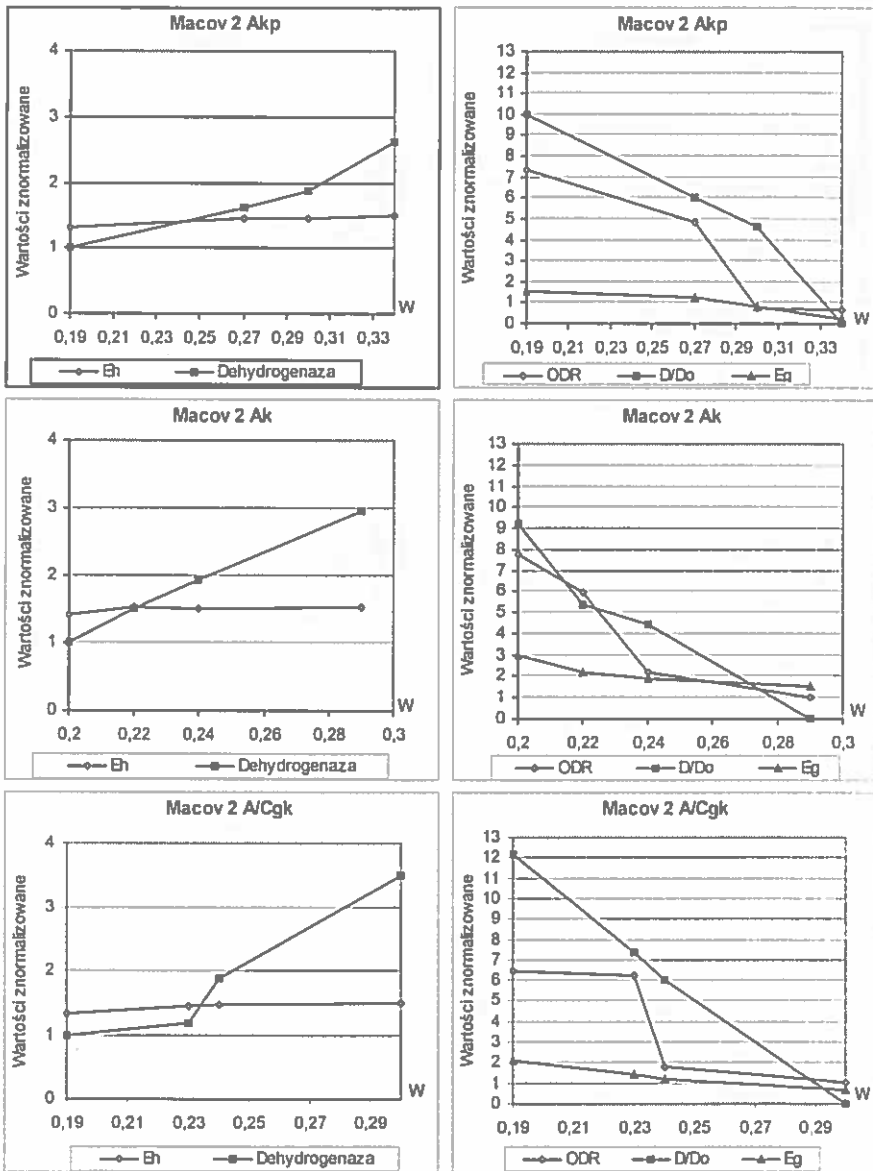 Macov 2 Akp
Wartości znormalizowane
4
3
2
1
0
0,19 0,21 0,23 0,25 0,27 0,29 0,31 0,33
W
Eh Dehydrogenaza
Macov 2 Akp
Wartości znormalizowane
13
12
11
10
9
8
7
6
5
4
3
2
1
0
0,19 0,21 0,23 0,25 0,27 0,29 0,31 0,33
W
ODR D/Do Eg
Macov 2 Ak
Wartości znormalizowane
4
3
2
1
0
0,2 0,22 0,24 0,26 0,28 0,3
W
Eh Dehydrogenaza
Macov 2 Ak
Wartości znormalizowane
13
12
11
10
9
8
7
6
5
4
3
2
1
0
0,2 0,22 0,24 0,26 0,28 0,3
W
ODR D/Do Eg
Macov 2 A/Cgk
Wartości znormalizowane
4
3
2
1
0
0,19 0,21 0,23 0,25 0,27 0,29
W
Eh Dehydrogenaza
Macov 2 A/Cgk
Wartości znormalizowane
13
12
11
10
9
8
7
6
5
4
3
2
1
0
0,19 0,21 0,23 0,25 0,27 0,29
W
ODR D/Do Eg